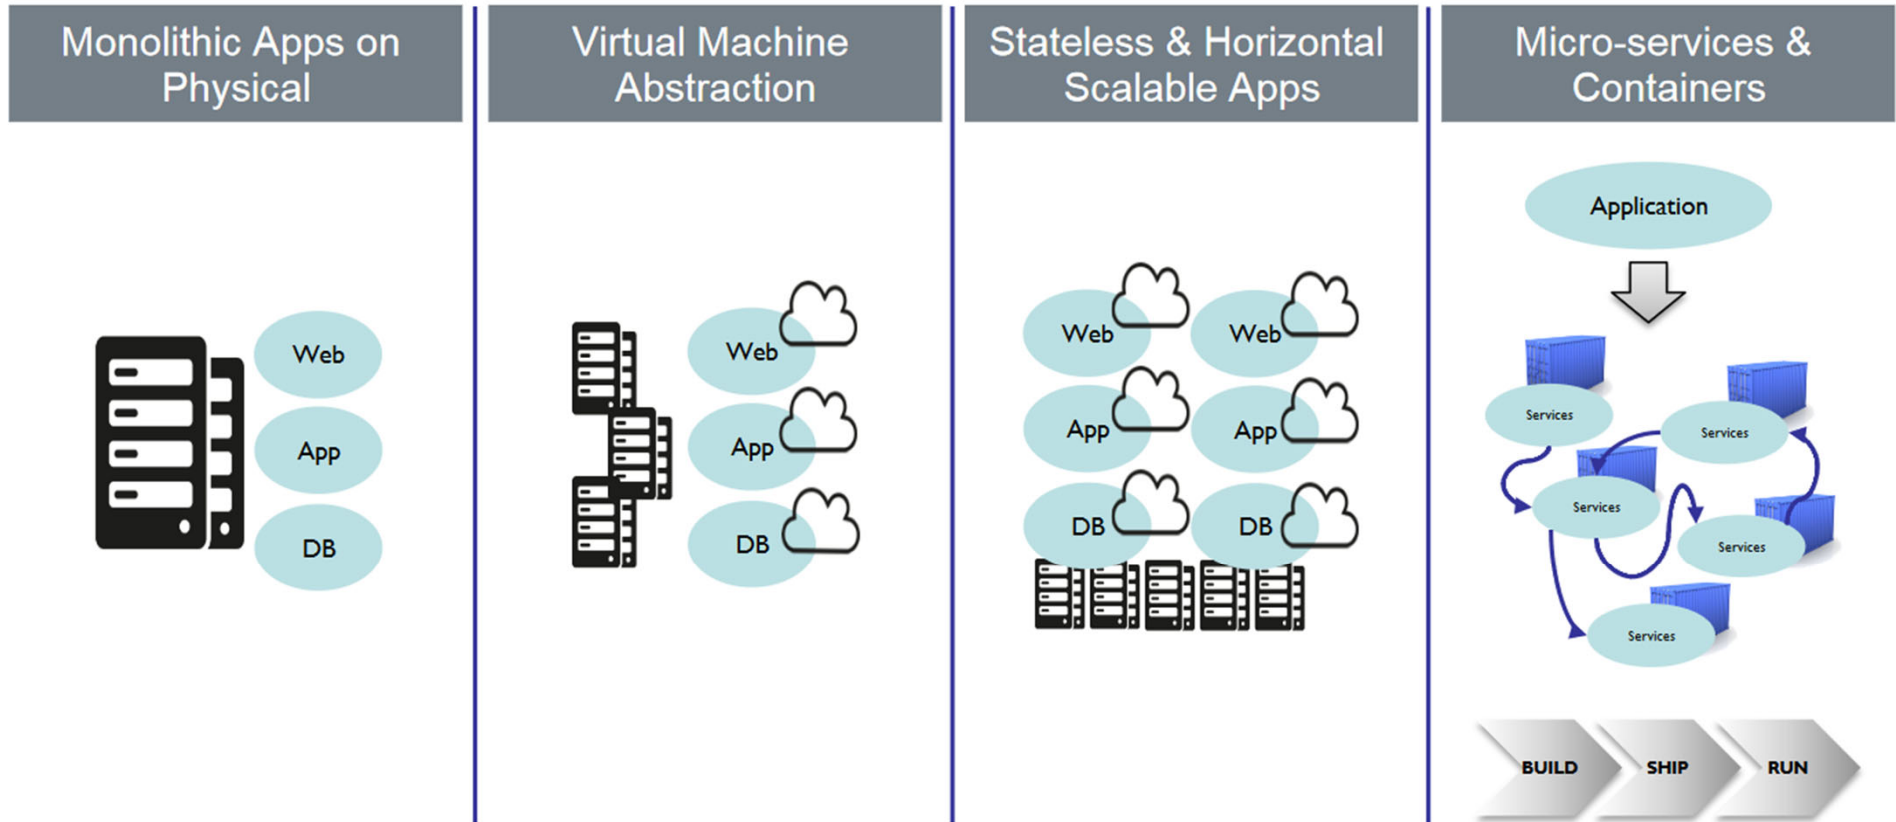 Monolithic Apps on
Physical
Web
App
DB
Virtual Machine
Abstraction
Web
App
DB
Stateless & Horizontal
Scalable Apps
Web
Web
App
App
DB
DB
Micro-services &
Containers
Application
Services
Services
Services
Services
Services
BUILD
SHIP
RUN